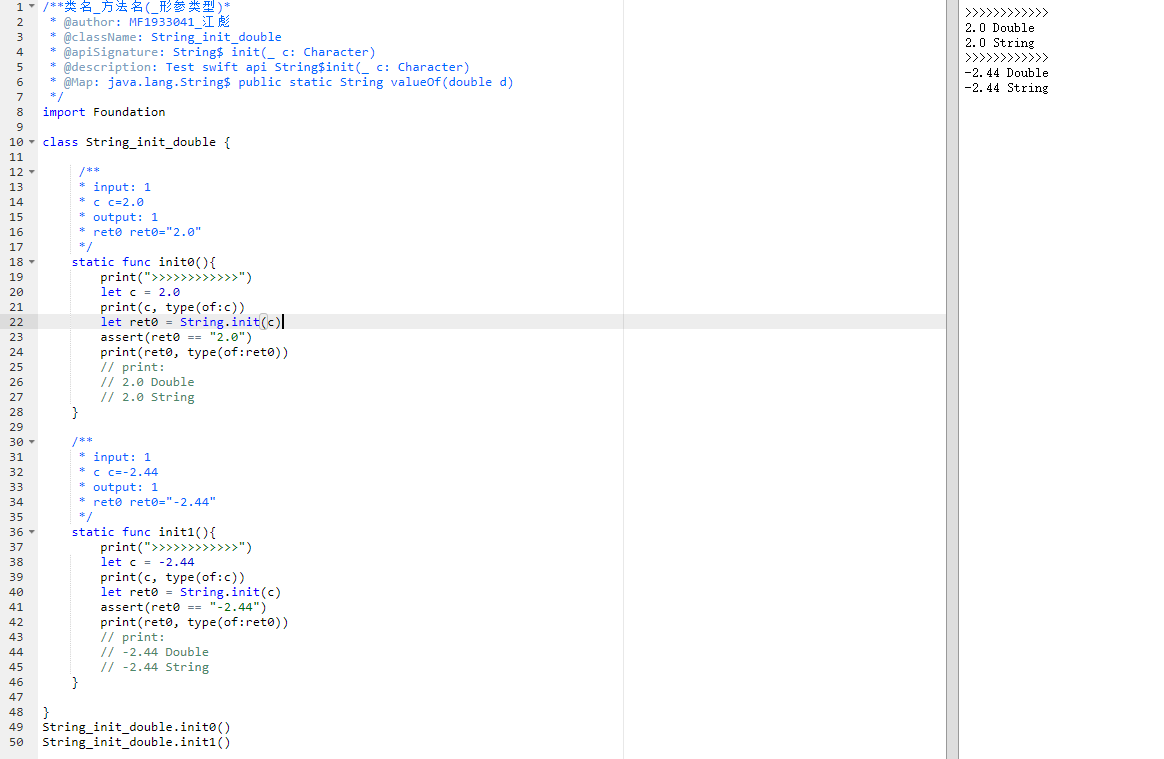 1 /**类名_方法名(_形参类型)*
2 * @author: MF1933041_江彪
3 * @className: String_init_double
4 * @apiSignature: String$ init(_ c: Character)
5 * @description: Test swift api String$init(_ c: Character)
6 * @Map: java.lang.String$ public static String valueOf(double d)
7 */
8 import Foundation
9
10 class String_init_double {
11
12 /**
13 * input: 1
14 * c c=2.0
15 * output: 1
16 * ret0 ret0="2.0"
17 */
18 static func init0(){
19 print(">>>>>>>>>>>>")
20 let c = 2.0
21 print(c, type(of:c))
22 let ret0 = String.init(c)
23 assert(ret0 == "2.0")
24 print(ret0, type(of:ret0))
25 // print:
26 // 2.0 Double
27 // 2.0 String
28 }
29
30 /**
31 * input: 1
32 * c c=-2.44
33 * output: 1
34 * ret0 ret0="-2.44"
35 */
36 static func init1(){
37 print(">>>>>>>>>>>>")
38 let c = -2.44
39 print(c, type(of:c))
40 let ret0 = String.init(c)
41 assert(ret0 == "-2.44")
42 print(ret0, type(of:ret0))
43 // print:
44 // -2.44 Double
45 // -2.44 String
46 }
47
48 }
49 String_init_double.init0()
50 String_init_double.init1()
>>>>>>>>>>>>
2.0 Double
2.0 String
>>>>>>>>>>>>
-2.44 Double
-2.44 String